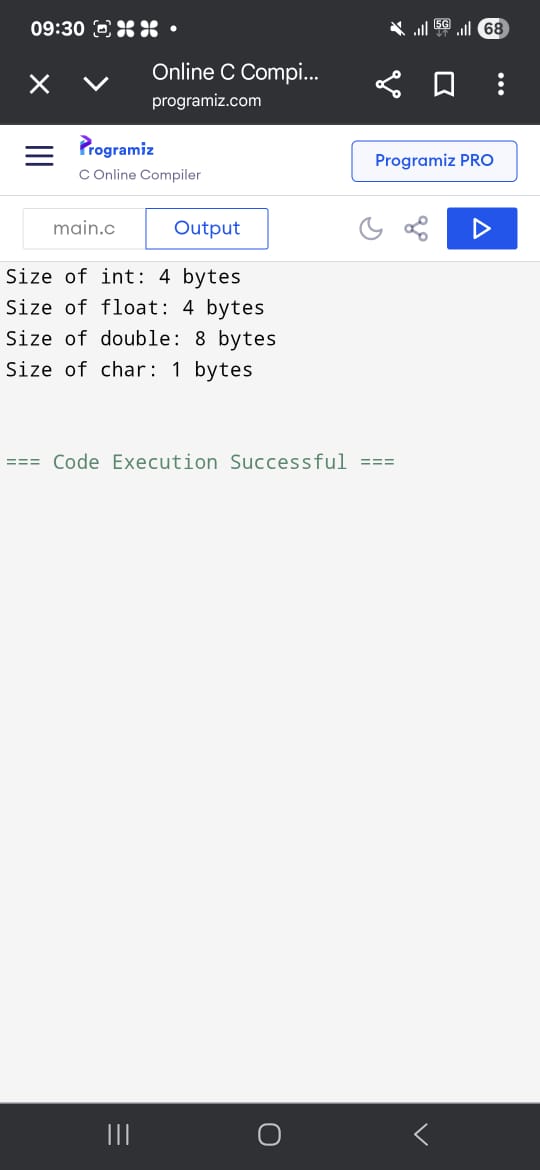 09:30
5G
68
Online C Compi...
programiz.com
Programiz
C Online Compiler
Programiz PRO
main.c
Output
Size of int: 4 bytes
Size of float: 4 bytes
Size of double: 8 bytes
Size of char: 1 bytes
=== Code Execution Successful ===